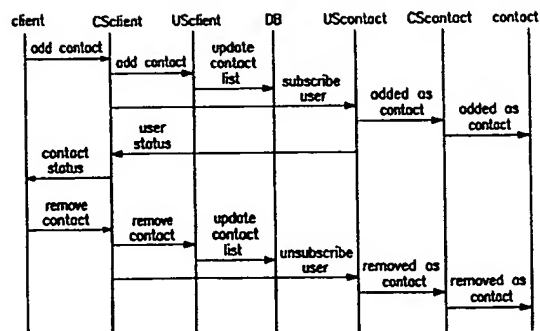 client CSclient USclient DB UScontact CScontact contact
add contact
add contact
update
contact
list
subscribe
user
added as
contact
added as
contact
user
status
contact
status
remove
contact
remove
contact
update
contact
list
unsubscribe
user
removed as
contact
removed as
contact